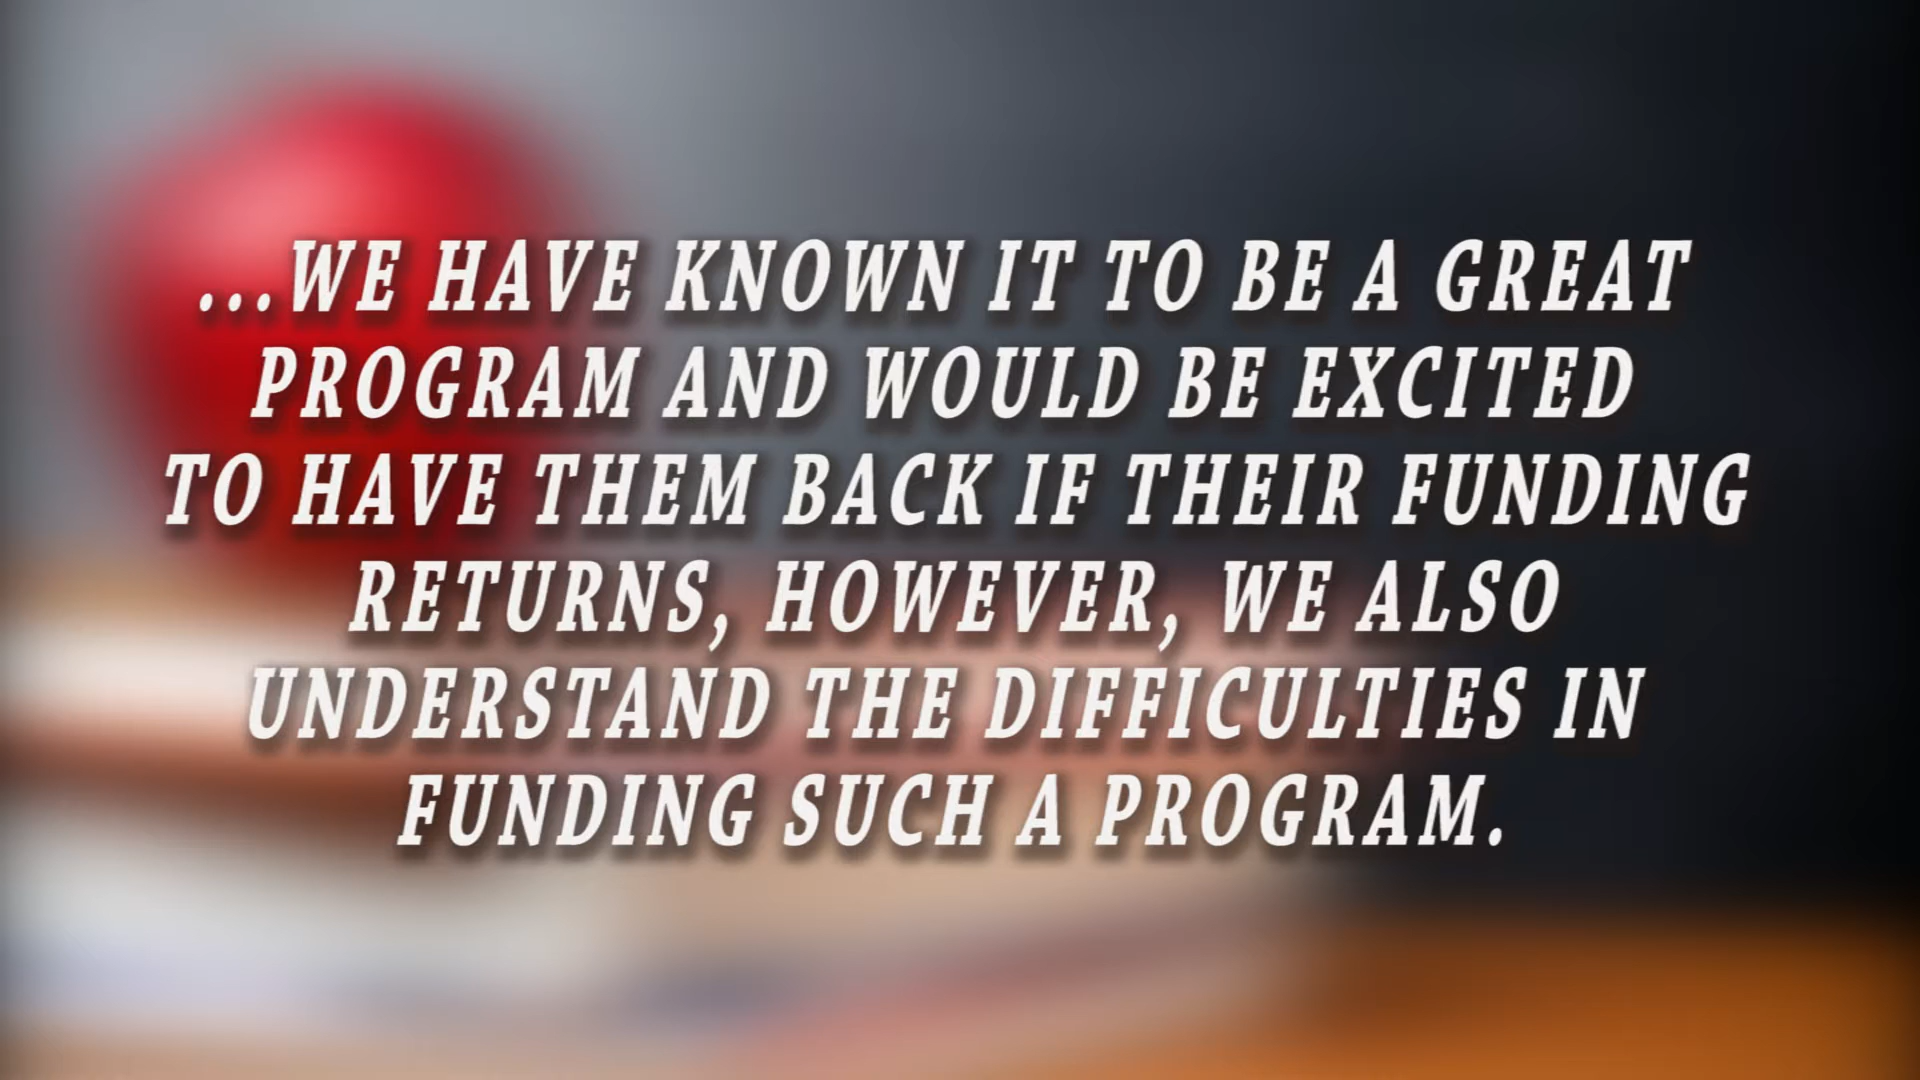 ...WE HAVE KNOWN IT TO BE A GREAT
PROGRAM AND WOULD BE EXCITED
TO HAVE THEM BACK IF THEIR FUNDING
RETURNS, HOWEVER, WE ALSO
UNDERSTAND THE DIFFICULTIES IN
FUNDING SUCH A PROGRAM.